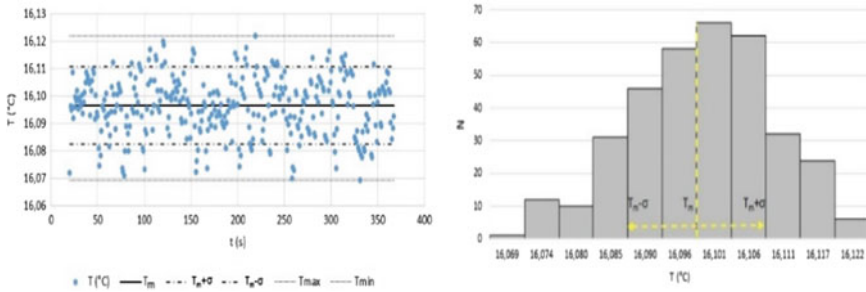 16,13
16,12
16,11
16,10
16,09
16,08
16,07
16,06
T (°C)
0 50 100 150 200 250 300 350 400
t (s)
T (°C) Tm Tm+σ Tm-σ Tmax Tmin
70
60
50
40
30
20
10
0
N
Tm-σ Tm Tm+σ
16,069 16,074 16,080 16,085 16,090 16,096 16,101 16,106 16,111 16,117 16,122
T (°C)